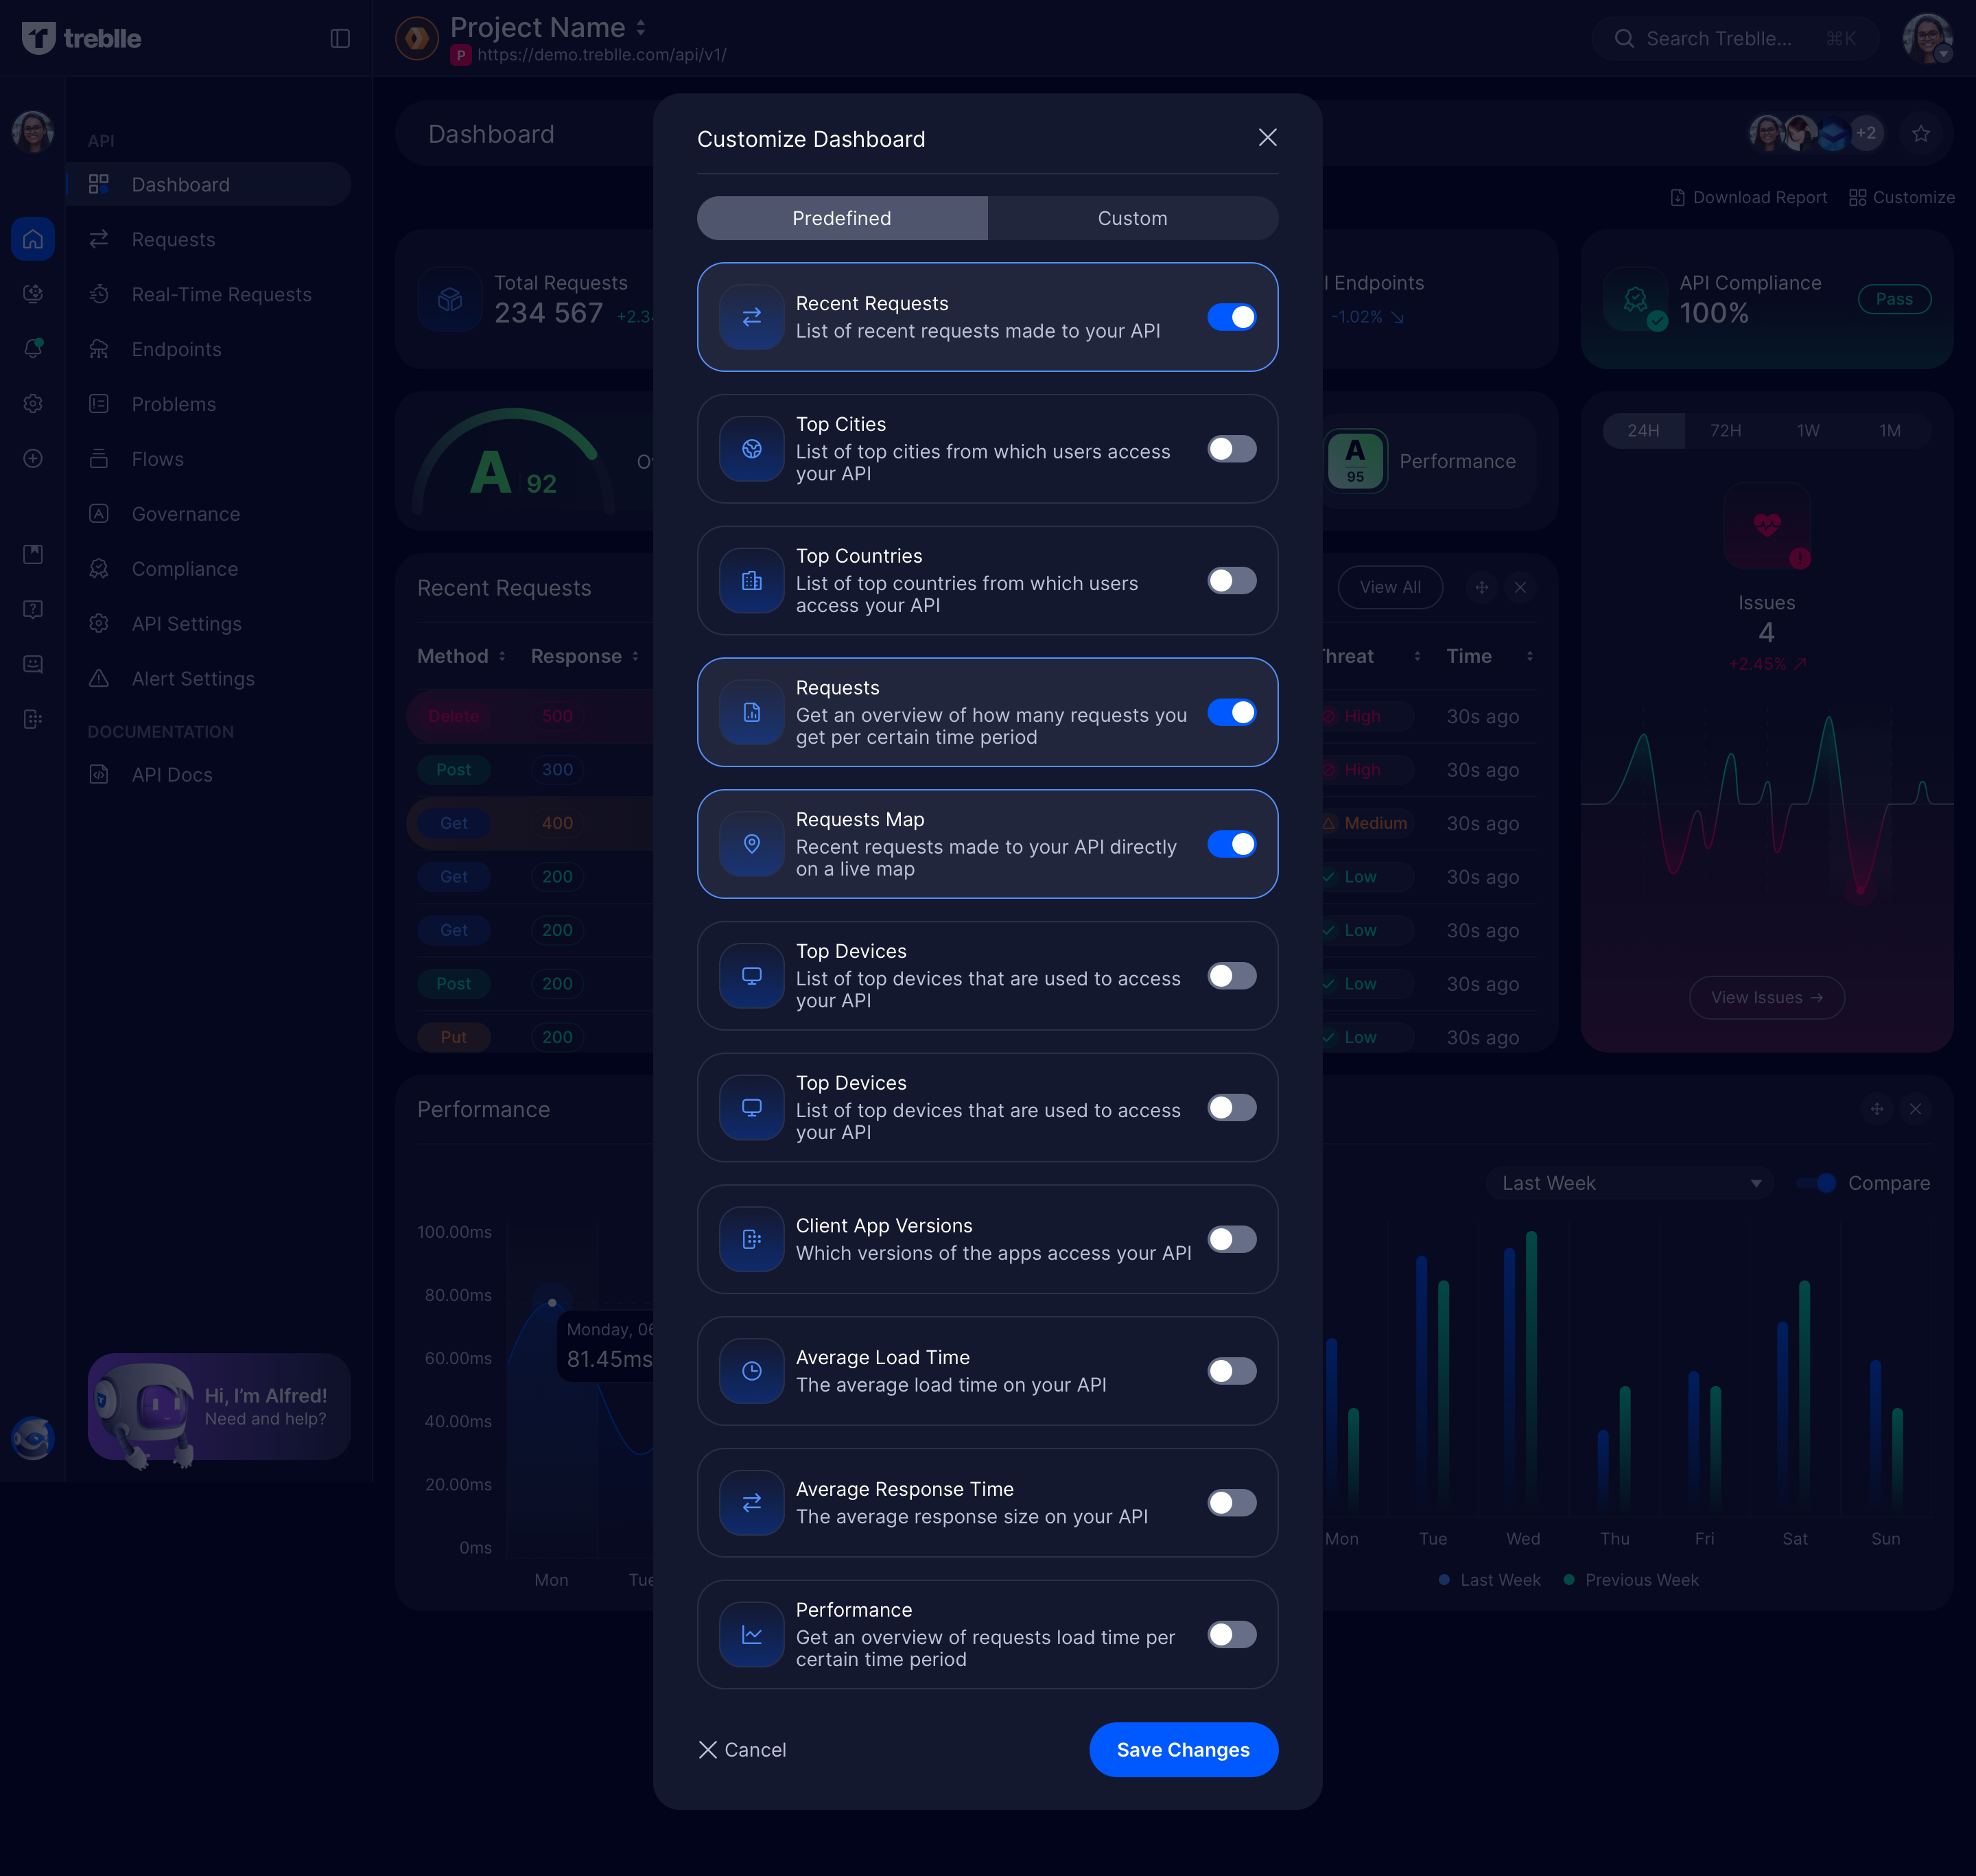 treblle
Project Name
P https://demo.treblle.com/api/v1/
Search Treblle... ⌘K
API
Dashboard
Requests
Real-Time Requests
Endpoints
Problems
Flows
Governance
Compliance
API Settings
Alert Settings
DOCUMENTATION
API Docs
Hi, I'm Alfred!
Need and help?
Dashboard
+2
Download Report Customize
Total Requests
234 567
Endpoints
-1.02%
API Compliance
100%
Pass
A 92
A
95
Performance
24H 72H 1W 1M
Issues
4
+2.45%
View Issues →
Recent Requests
View All
Method Response Time
Delete 500 High 30s ago
Post 300 High 30s ago
Get 400 Medium 30s ago
Get 200 Low 30s ago
Get 200 Low 30s ago
Post 200 Low 30s ago
Put 200 Low 30s ago
Performance
100.00ms
80.00ms
60.00ms
40.00ms
20.00ms
0ms
Monday,
81.45ms
Mon
Last Week
Compare
Mon Tue Wed Thu Fri Sat Sun
Last Week Previous Week
Customize Dashboard
Predefined Custom
Recent Requests
List of recent requests made to your API
Top Cities
List of top cities from which users access
your API
Top Countries
List of top countries from which users
access your API
Requests
Get an overview of how many requests you
get per certain time period
Requests Map
Recent requests made to your API directly
on a live map
Top Devices
List of top devices that are used to access
your API
Top Devices
List of top devices that are used to access
your API
Client App Versions
Which versions of the apps access your API
Average Load Time
The average load time on your API
Average Response Time
The average response size on your API
Performance
Get an overview of requests load time per
certain time period
Cancel
Save Changes